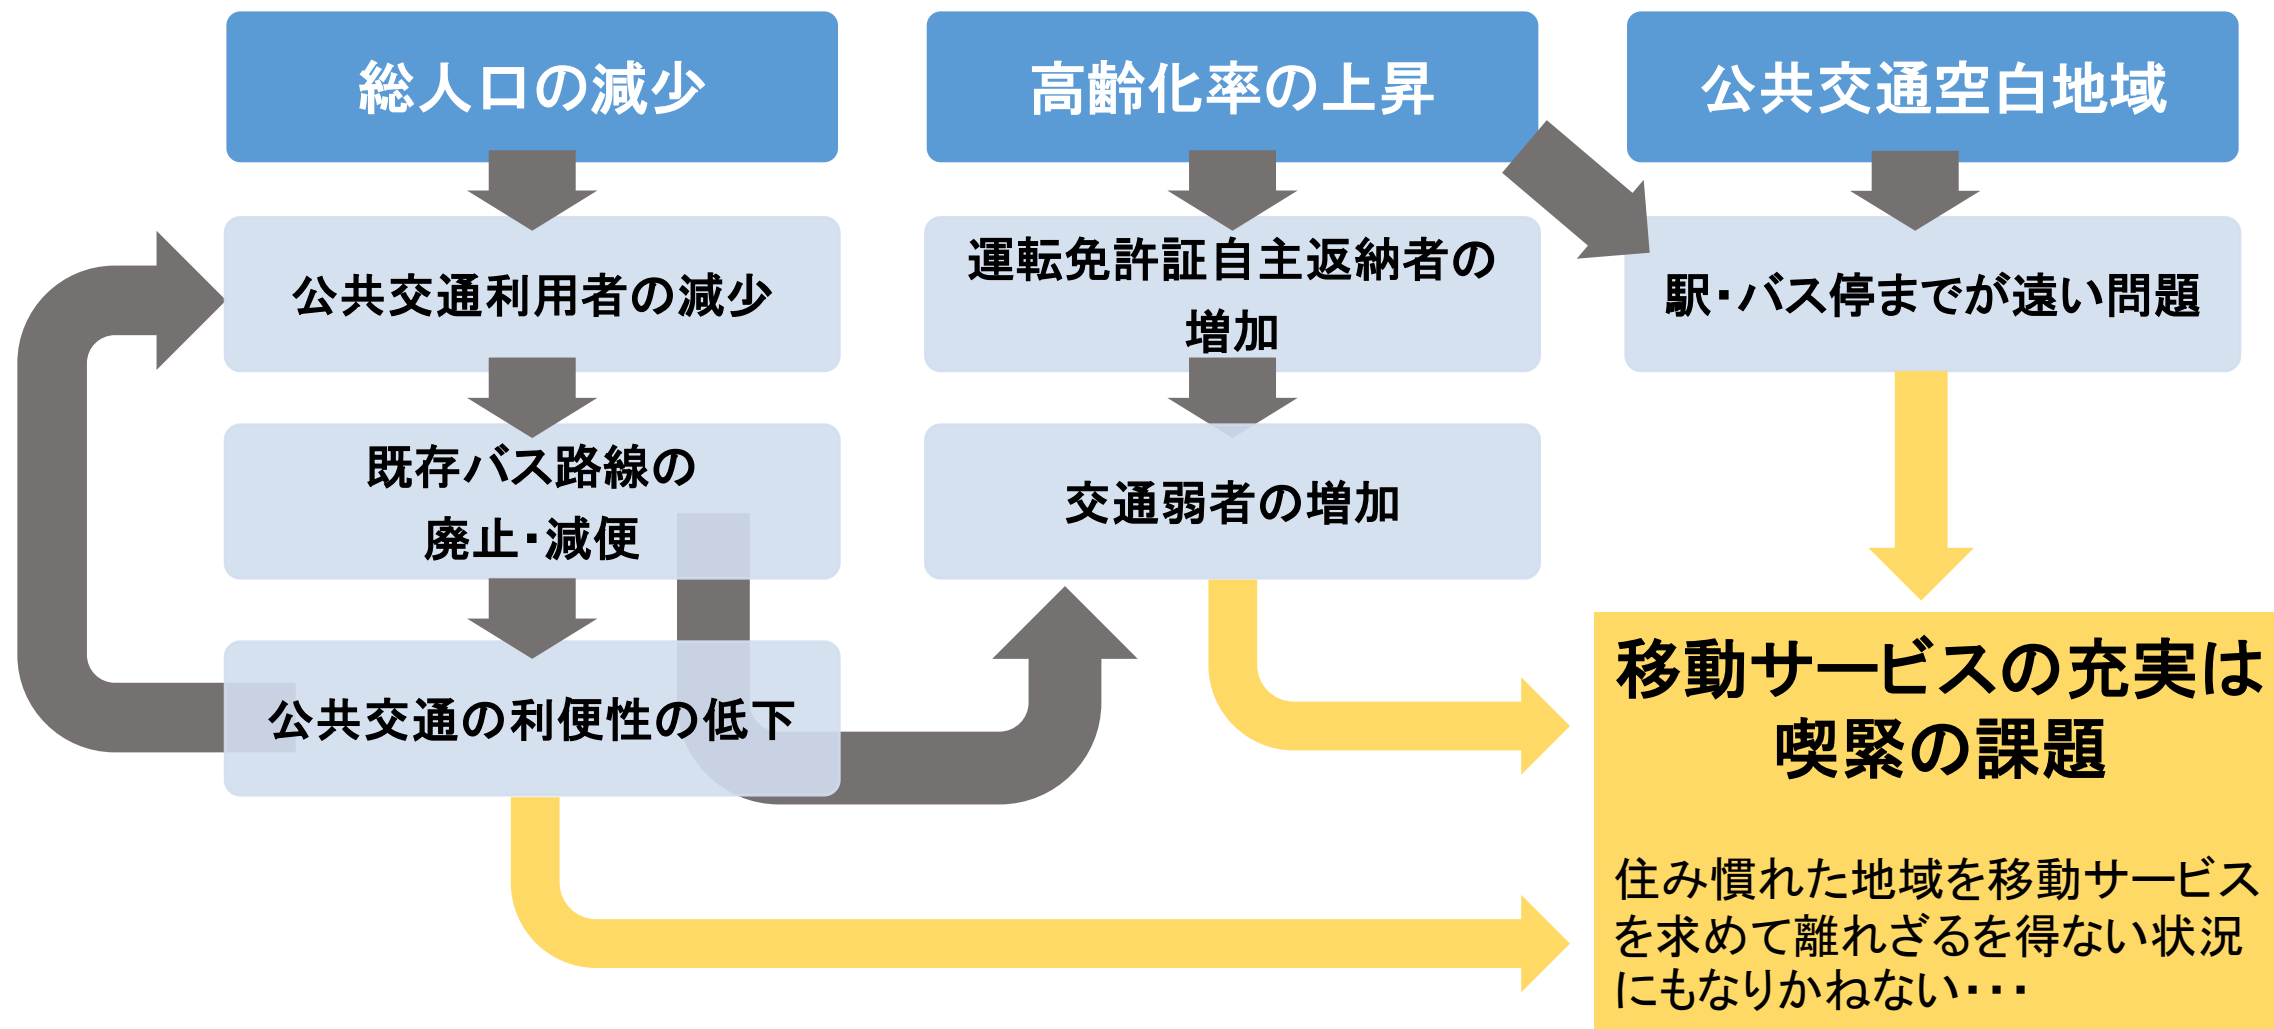 総人口の減少
高齢化率の上昇
公共交通空白地域
公共交通利用者の減少
運転免許証自主返納者の
増加
駅・バス停までが遠い問題
既存バス路線の
廃止・減便
交通弱者の増加
公共交通の利便性の低下
移動サービスの充実は
喫緊の課題
住み慣れた地域を移動サービス
を求めて離れざるを得ない状況
にもなりかねない・・・